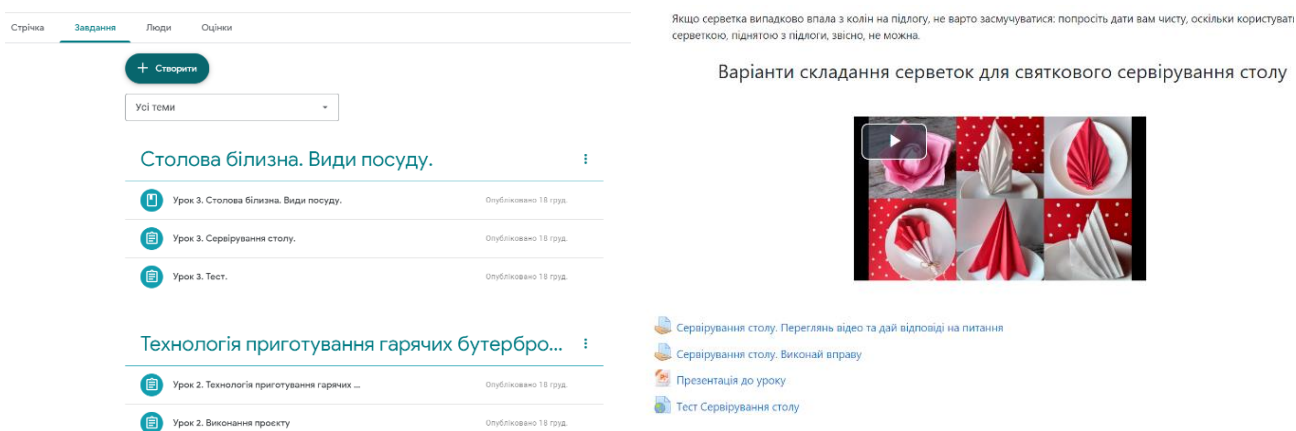 Стрічка
Завдання
Люди
Оцінки
+ Створити
Усі теми
Столова білизна. Види посуду.
Урок 3. Столова білизна. Види посуду.
Опубліковано 18 груд.
Урок 3. Сервірування столу.
Опубліковано 18 груд.
Урок 3. Тест.
Опубліковано 18 груд.
Технологія приготування гарячих бутербро...
Урок 2. Технологія приготування гарячих ...
Опубліковано 18 груд.
Урок 2. Виконання проєкту
Опубліковано 18 груд.
Якщо серветка випадково впала з колін на підлогу, не варто засмучуватися: попросіть дати вам чисту, оскільки користуват
серветкою, піднятою з підлоги, звісно, не можна.
Варіанти складання серветок для святкового сервірування столу
Сервірування столу. Переглянь відео та дай відповіді на питання
Сервірування столу. Виконай вправу
Презентація до уроку
Тест Сервірування столу